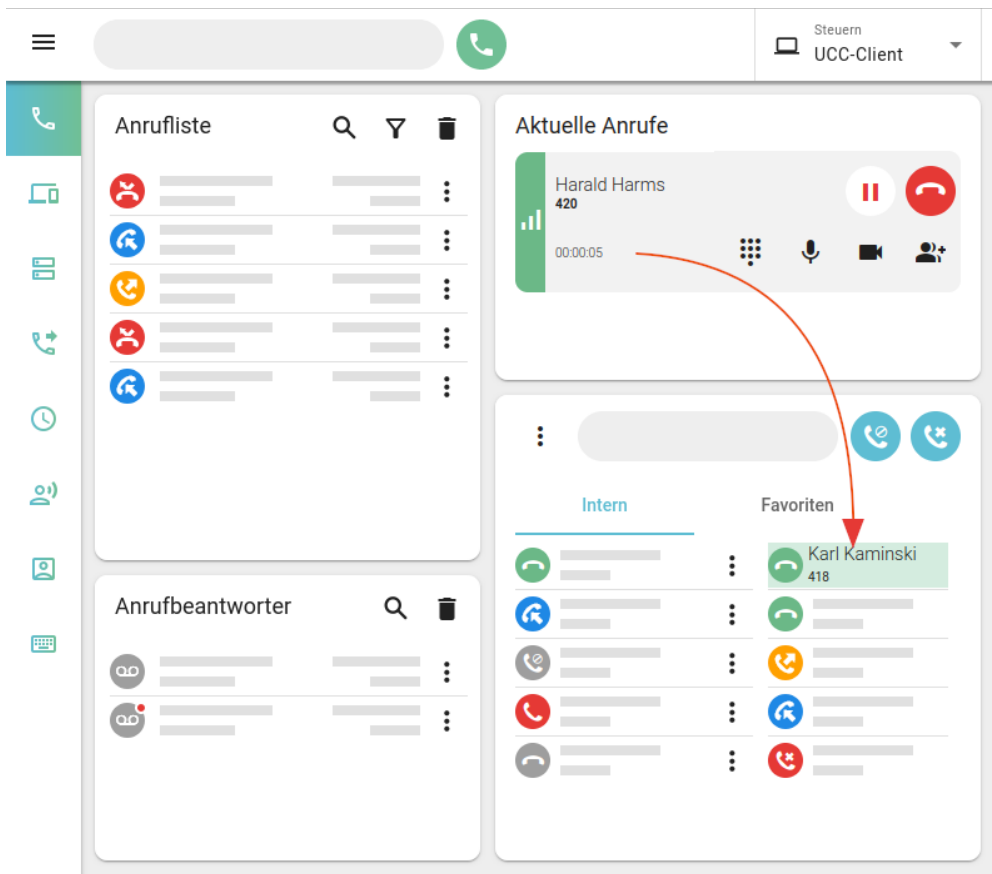 Steuern
UCC-Client
Anrufliste
Aktuelle Anrufe
Harald Harms
420
00:00:05
Intern
Favoriten
Karl Kaminski
418
Anrufbeantworter